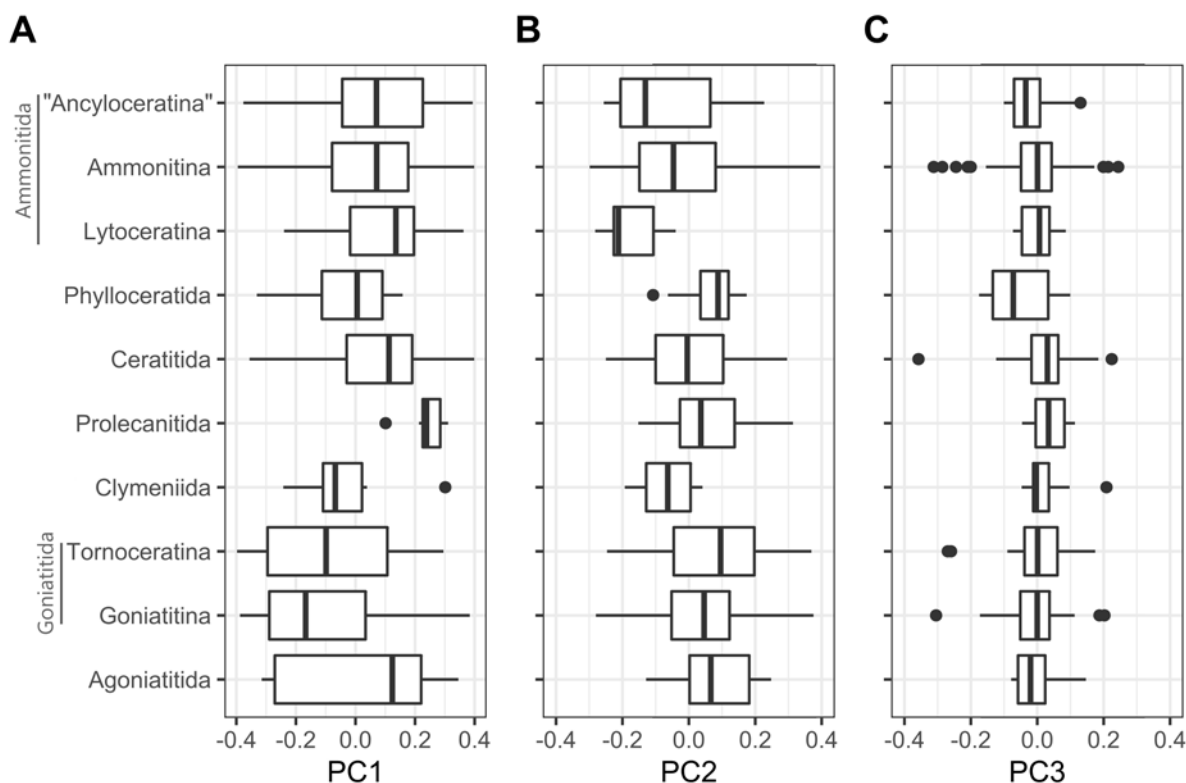 A
B
C
Ammonitida
"Ancyloceratina"
Ammonitina
Lytoceratina
Phylloceratida
Ceratitida
Prolecanitida
Clymeniida
Goniatitida
Tornoceratina
Goniatitina
Agoniatitida
-0.4 -0.2 0.0 0.2 0.4
-0.4 -0.2 0.0 0.2 0.4
-0.4 -0.2 0.0 0.2 0.4
PC1
PC2
PC3